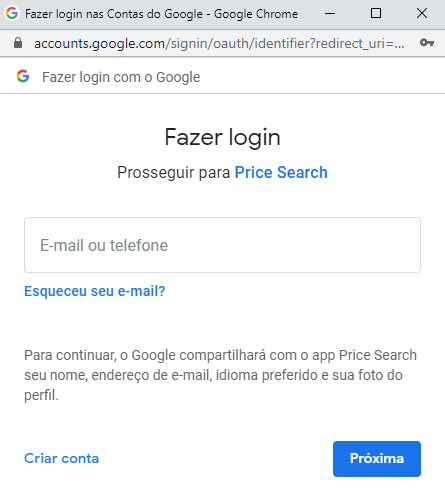 Fazer login nas Contas do Google - Google Chrome
accounts.google.com/signin/oauth/identifier?redirect_uri=...
Fazer login com o Google
Fazer login
Prosseguir para Price Search
E-mail ou telefone
Esqueceu seu e-mail?
Para continuar, o Google compartilhará com o app Price Search
seu nome, endereço de e-mail, idioma preferido e sua foto do
perfil.
Criar conta
Próxima